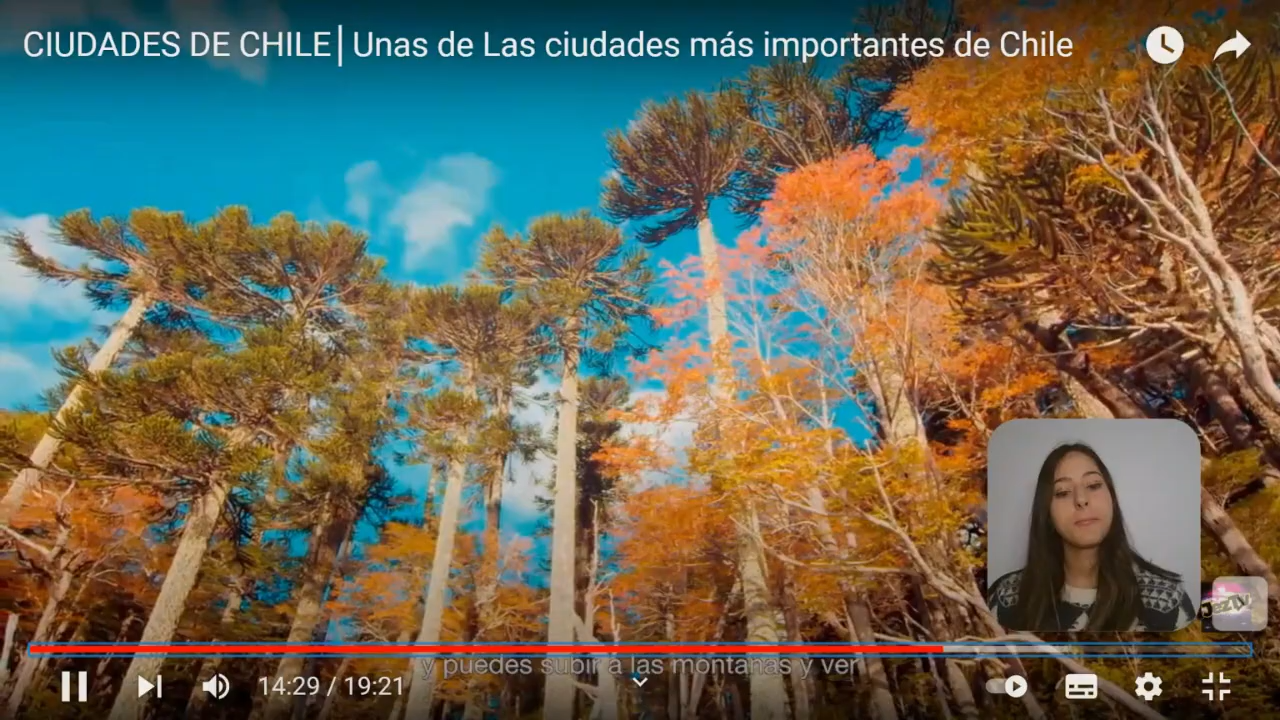 CIUDADES DE CHILE│Unas de Las ciudades más importantes de Chile
y puedes subir a las montañas y ver
14:29 / 19:21